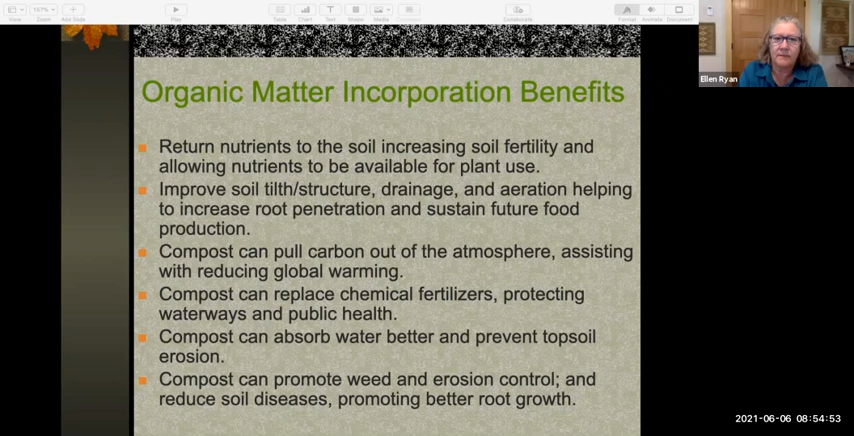 View
157%
Zoom
Add Slide
Play
Table
Chart
Text
Shape
Media
Comment
Collaborate
Format
Animate
Document
Ellen Ryan
Organic Matter Incorporation Benefits
Return nutrients to the soil increasing soil fertility and
allowing nutrients to be available for plant use.
Improve soil tilth/structure, drainage, and aeration helping
to increase root penetration and sustain future food
production.
Compost can pull carbon out of the atmosphere, assisting
with reducing global warming.
Compost can replace chemical fertilizers, protecting
waterways and public health.
Compost can absorb water better and prevent topsoil
erosion.
Compost can promote weed and erosion control; and
reduce soil diseases, promoting better root growth.
2021-06-06 08:54:53